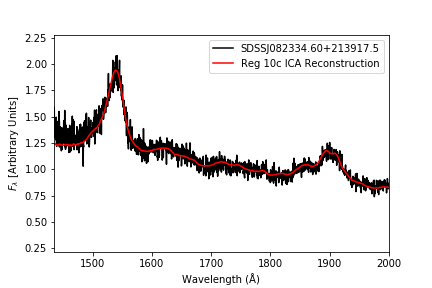 SDSSJ082334.60+213917.5
Reg 10c ICA Reconstruction
2.25
2.00
1.75
1.50
1.25
1.00
0.75
0.50
0.25
F_λ [Arbitrary Units]
1500 1600 1700 1800 1900 2000
Wavelength (Å)